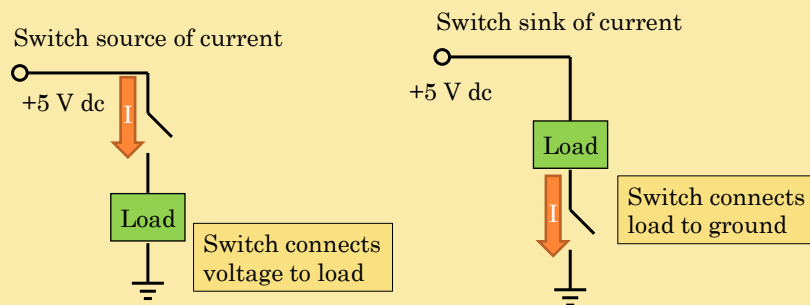 Switch source of current
+5 V dc
I
Load
Switch connects
voltage to load
Switch sink of current
+5 V dc
Load
I
Switch connects
load to ground